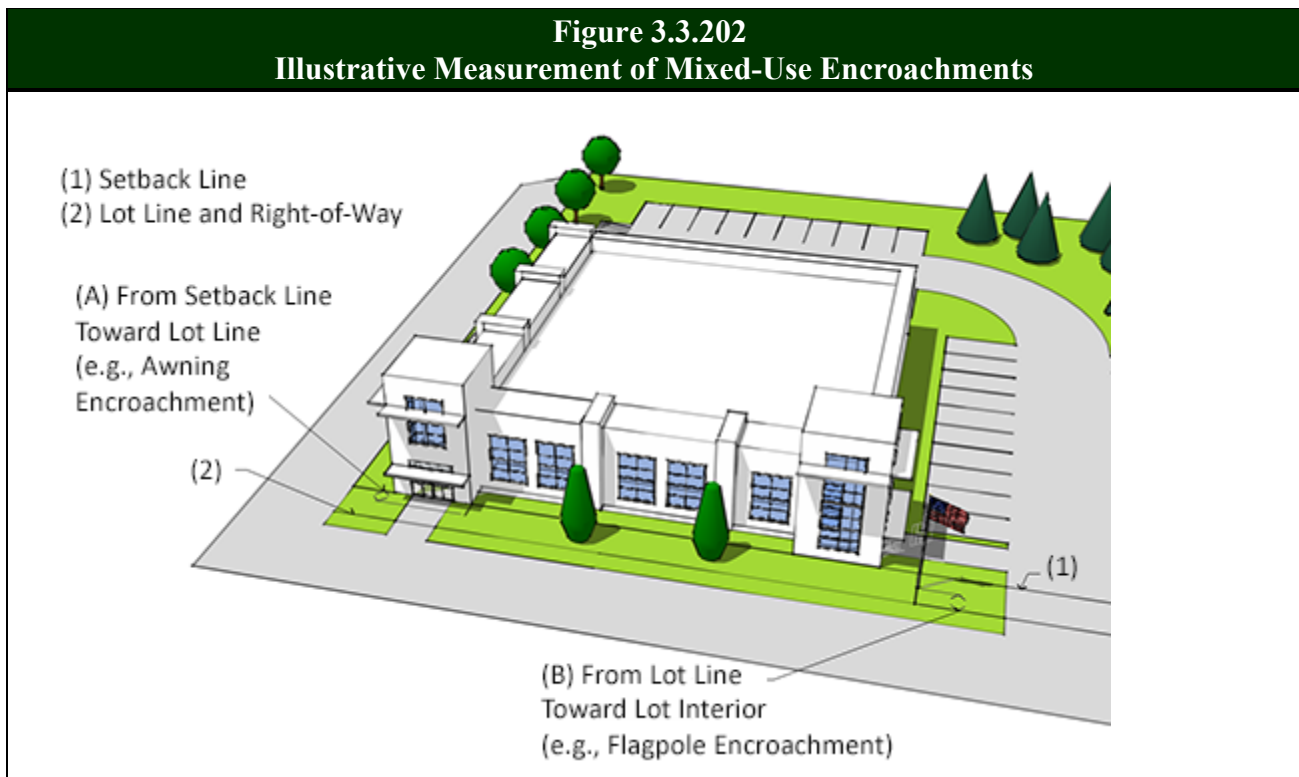 Figure 3.3.202
Illustrative Measurement of Mixed-Use Encroachments
(1) Setback Line
(2) Lot Line and Right-of-Way
(A) From Setback Line
Toward Lot Line
(e.g., Awning
Encroachment)
(2)
(1)
(B) From Lot Line
Toward Lot Interior
(e.g., Flagpole Encroachment)